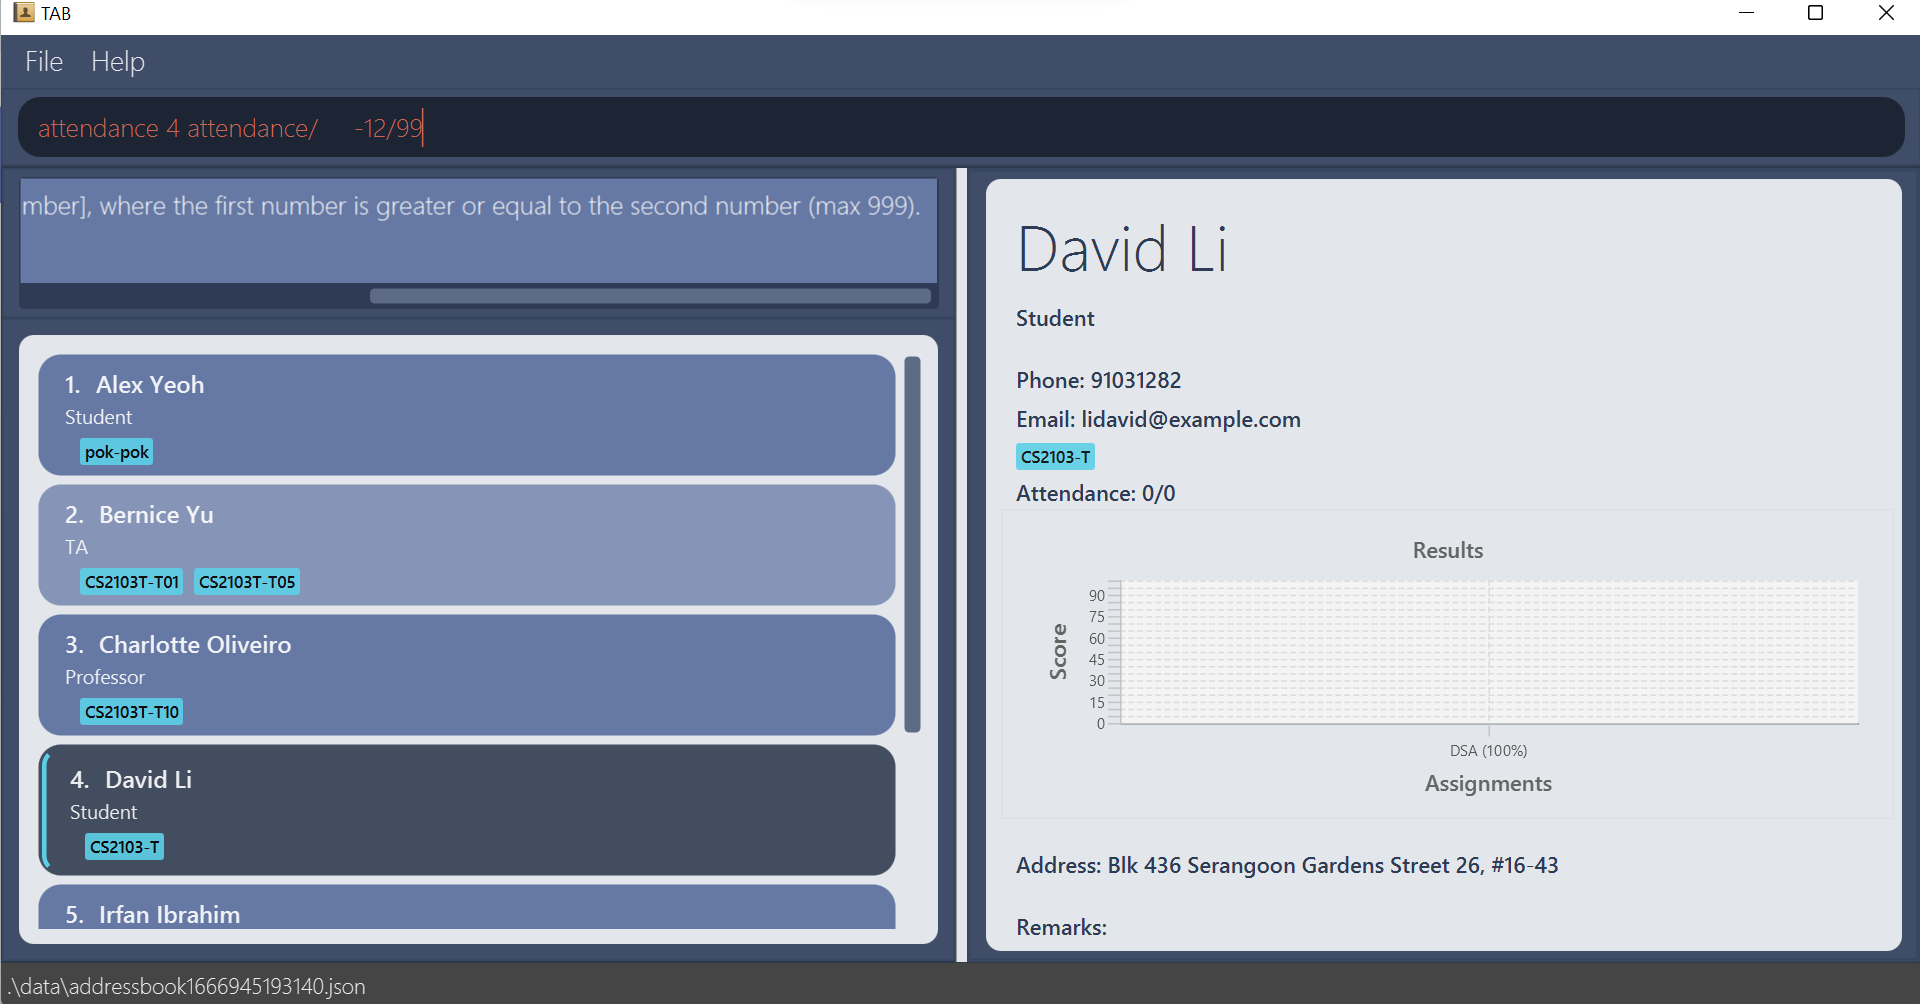 TAB
File Help
attendance 4 attendance/ -12/99
mber], where the first number is greater or equal to the second number (max 999).
1. Alex Yeoh
Student
pok-pok
2. Bernice Yu
TA
CS2103T-T01 CS2103T-T05
3. Charlotte Oliveiro
Professor
CS2103T-T10
4. David Li
Student
CS2103-T
5. Irfan Ibrahim
David Li
Student
Phone: 91031282
Email: lidavid@example.com
CS2103-T
Attendance: 0/0
Results
Score
90
75
60
45
30
15
0
DSA (100%)
Assignments
Address: Blk 436 Serangoon Gardens Street 26, #16-43
Remarks:
.\data\addressbook1666945193140.json